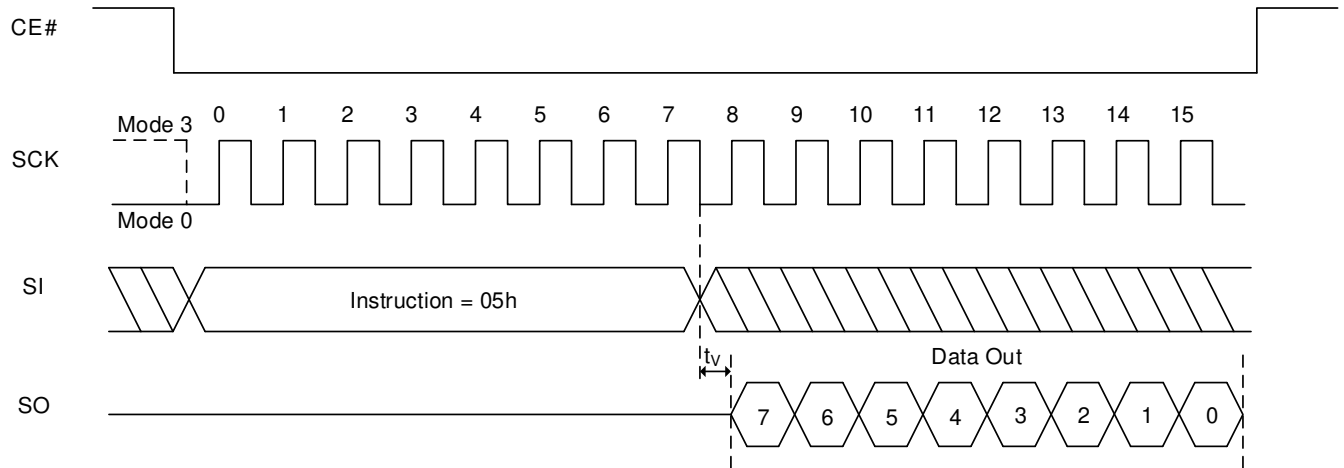 CE#
0 1 2 3 4 5 6 7 8 9 10 11 12 13 14 15
Mode 3
SCK
Mode 0
SI
Instruction = 05h
tV
Data Out
SO
7 6 5 4 3 2 1 0